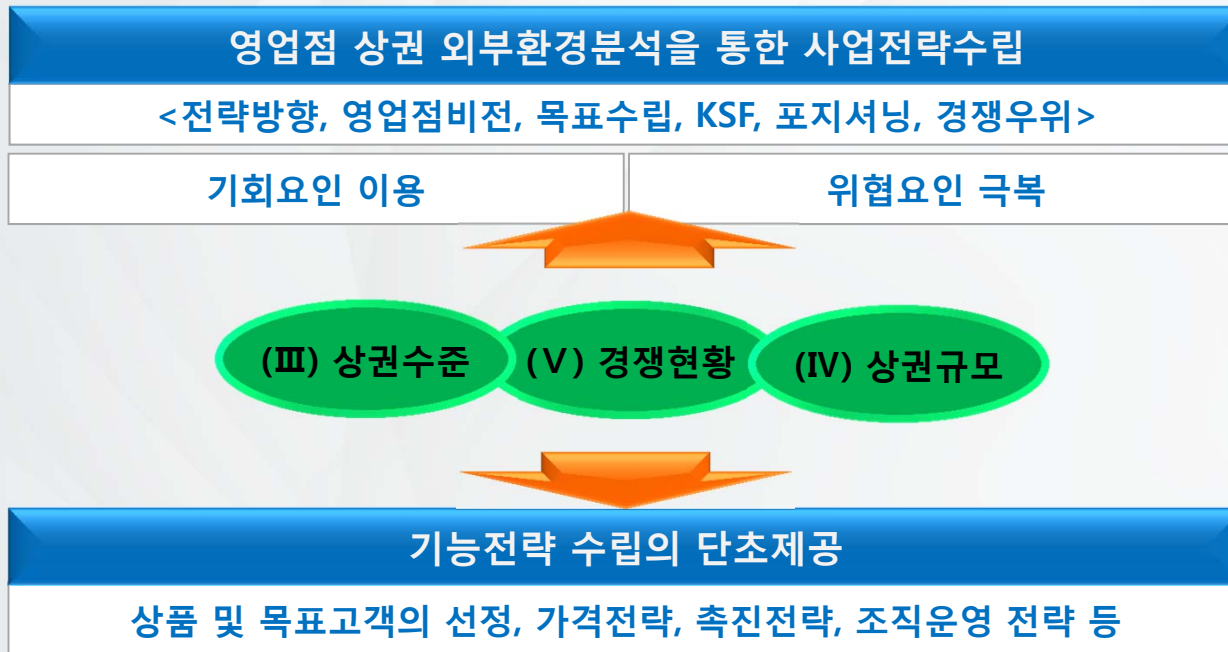 영업점 상권 외부환경분석을 통한 사업전략수립
<전략방향, 영업점비전, 목표수립, KSF, 포지셔닝, 경쟁우위>
기회요인 이용
위협요인 극복
(Ⅲ) 상권수준
(Ⅴ) 경쟁현황
(Ⅳ) 상권규모
기능전략 수립의 단초제공
상품 및 목표고객의 선정, 가격전략, 촉진전략, 조직운영 전략 등